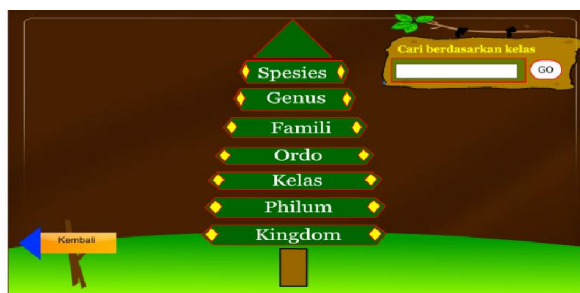 Cari berdasarkan kelas
GO
Spesies
Genus
Famili
Ordo
Kelas
Philum
Kingdom
Kembali